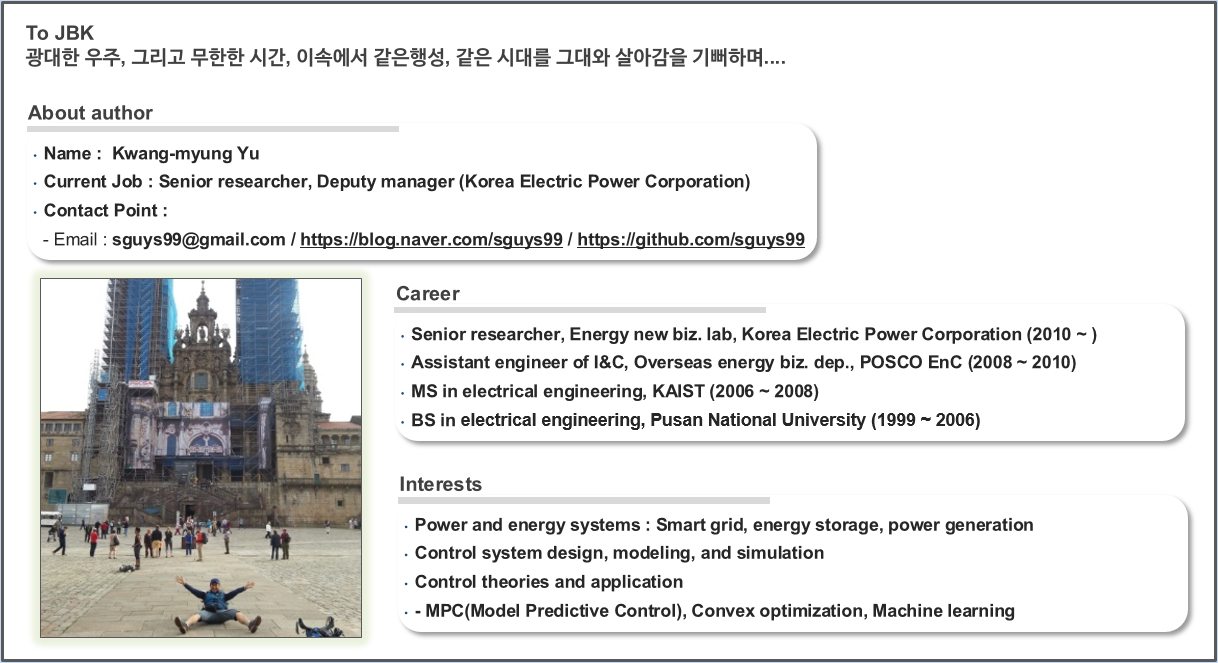 To JBK
광대한 우주, 그리고 무한한 시간, 이속에서 같은행성, 같은 시대를 그대와 살아감을 기뻐하며....
About author
· Name : Kwang-myung Yu
· Current Job : Senior researcher, Deputy manager (Korea Electric Power Corporation)
· Contact Point :
- Email : sguys99@gmail.com / https://blog.naver.com/sguys99 / https://github.com/sguys99
Career
· Senior researcher, Energy new biz. lab, Korea Electric Power Corporation (2010 ~ )
· Assistant engineer of I&C, Overseas energy biz. dep., POSCO EnC (2008 ~ 2010)
· MS in electrical engineering, KAIST (2006 ~ 2008)
· BS in electrical engineering, Pusan National University (1999 ~ 2006)
Interests
· Power and energy systems : Smart grid, energy storage, power generation
· Control system design, modeling, and simulation
· Control theories and application
· - MPC(Model Predictive Control), Convex optimization, Machine learning